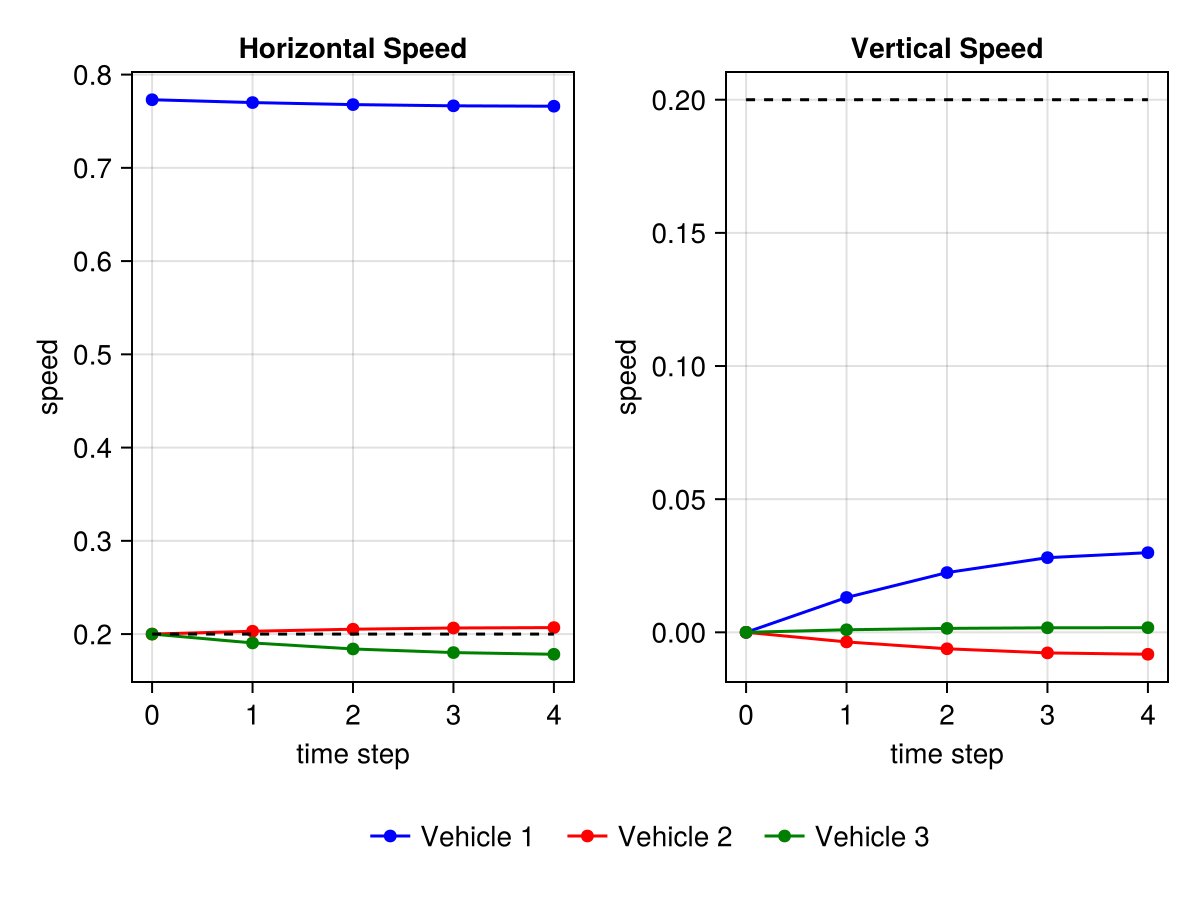 Horizontal Speed
0.8
0.7
0.6
0.5
0.4
0.3
0.2
speed
0 1 2 3 4
time step
Vertical Speed
0.20
0.15
0.10
0.05
0.00
speed
0 1 2 3 4
time step
Vehicle 1 Vehicle 2 Vehicle 3